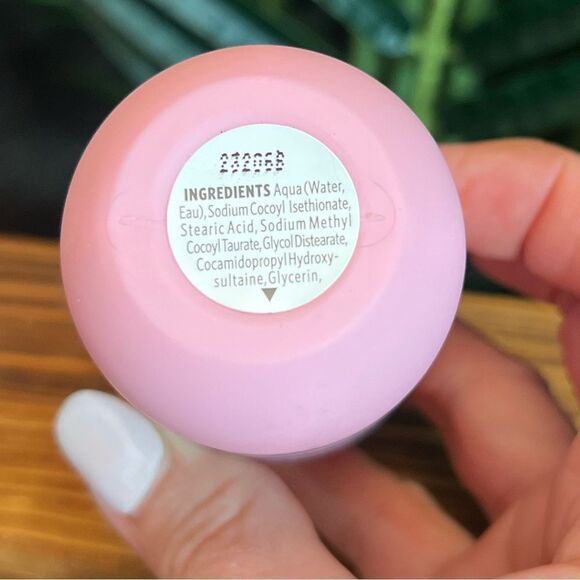 23206B
INGREDIENTS Aqua (Water,
Eau), Sodium Cocoyl Isethionate,
Stearic Acid, Sodium Methyl
Cocoyl Taurate, Glycol Distearate,
Cocamidopropyl Hydroxy-
sultaine, Glycerin,